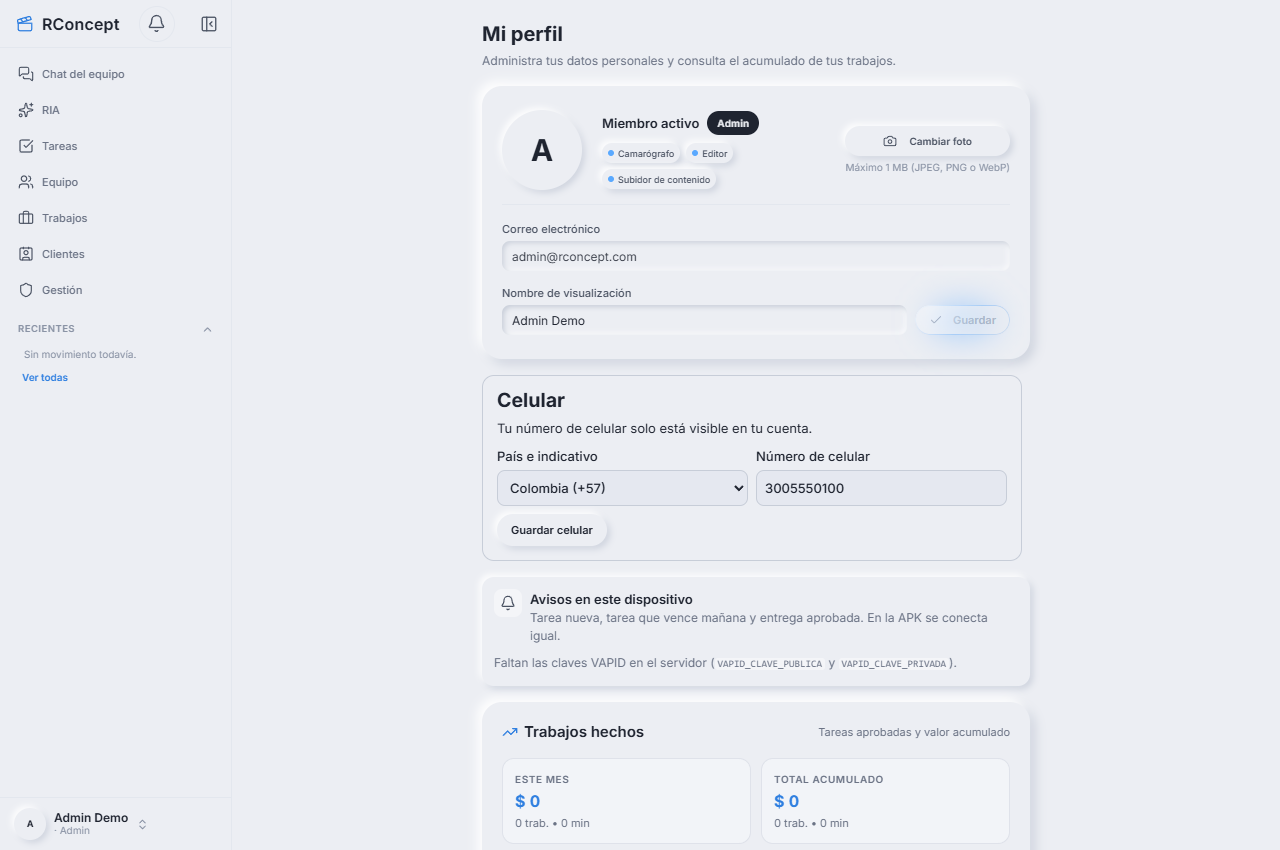 RConcept
Chat del equipo
RIA
Tareas
Equipo
Trabajos
Clientes
Gestión
RECIENTES
Sin movimiento todavía.
Ver todas
A
Admin Demo
· Admin
Mi perfil
Administra tus datos personales y consulta el acumulado de tus trabajos.
A
Miembro activo Admin
Camarógrafo Editor
Subidor de contenido
Cambiar foto
Máximo 1 MB (JPEG, PNG o WebP)
Correo electrónico
admin@rconcept.com
Nombre de visualización
Admin Demo
Guardar
Celular
Tu número de celular solo está visible en tu cuenta.
País e indicativo Número de celular
Colombia (+57) 3005550100
Guardar celular
Avisos en este dispositivo
Tarea nueva, tarea que vence mañana y entrega aprobada. En la APK se conecta
igual.
Faltan las claves VAPID en el servidor ( VAPID_CLAVE_PUBLICA y VAPID_CLAVE_PRIVADA ).
Trabajos hechos Tareas aprobadas y valor acumulado
ESTE MES TOTAL ACUMULADO
$ 0 $ 0
0 trab. • 0 min 0 trab. • 0 min